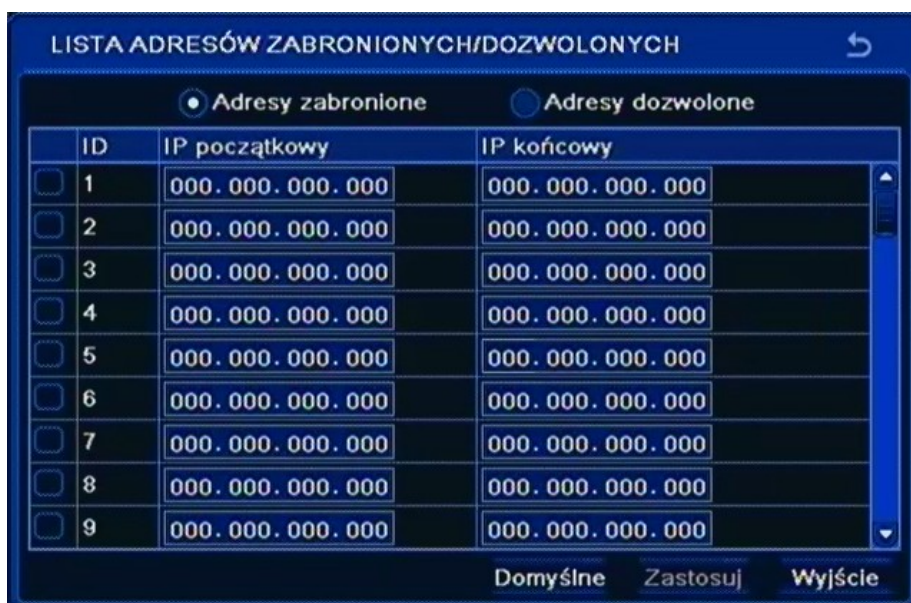 LISTA ADRESÓW ZABRONIONYCH/DOZWOLONYCH
Adresy zabronione Adresy dozwolone
ID IP początkowy IP końcowy
1 000.000.000.000 000.000.000.000
2 000.000.000.000 000.000.000.000
3 000.000.000.000 000.000.000.000
4 000.000.000.000 000.000.000.000
5 000.000.000.000 000.000.000.000
6 000.000.000.000 000.000.000.000
7 000.000.000.000 000.000.000.000
8 000.000.000.000 000.000.000.000
9 000.000.000.000 000.000.000.000
Domyślne Zastosuj Wyjście